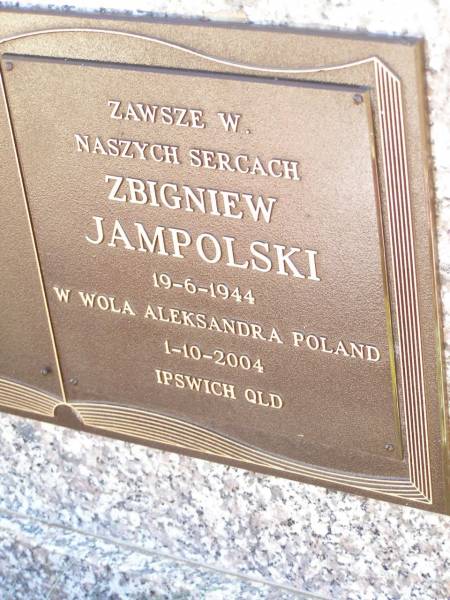 ZAWSZE W.
NASZYCH SERCACH
ZBIGNIEW
JAMPOLSKI
19-6-1944
W WOLA ALEKSANDRA POLAND
1-10-2004
IPSWICH QLD